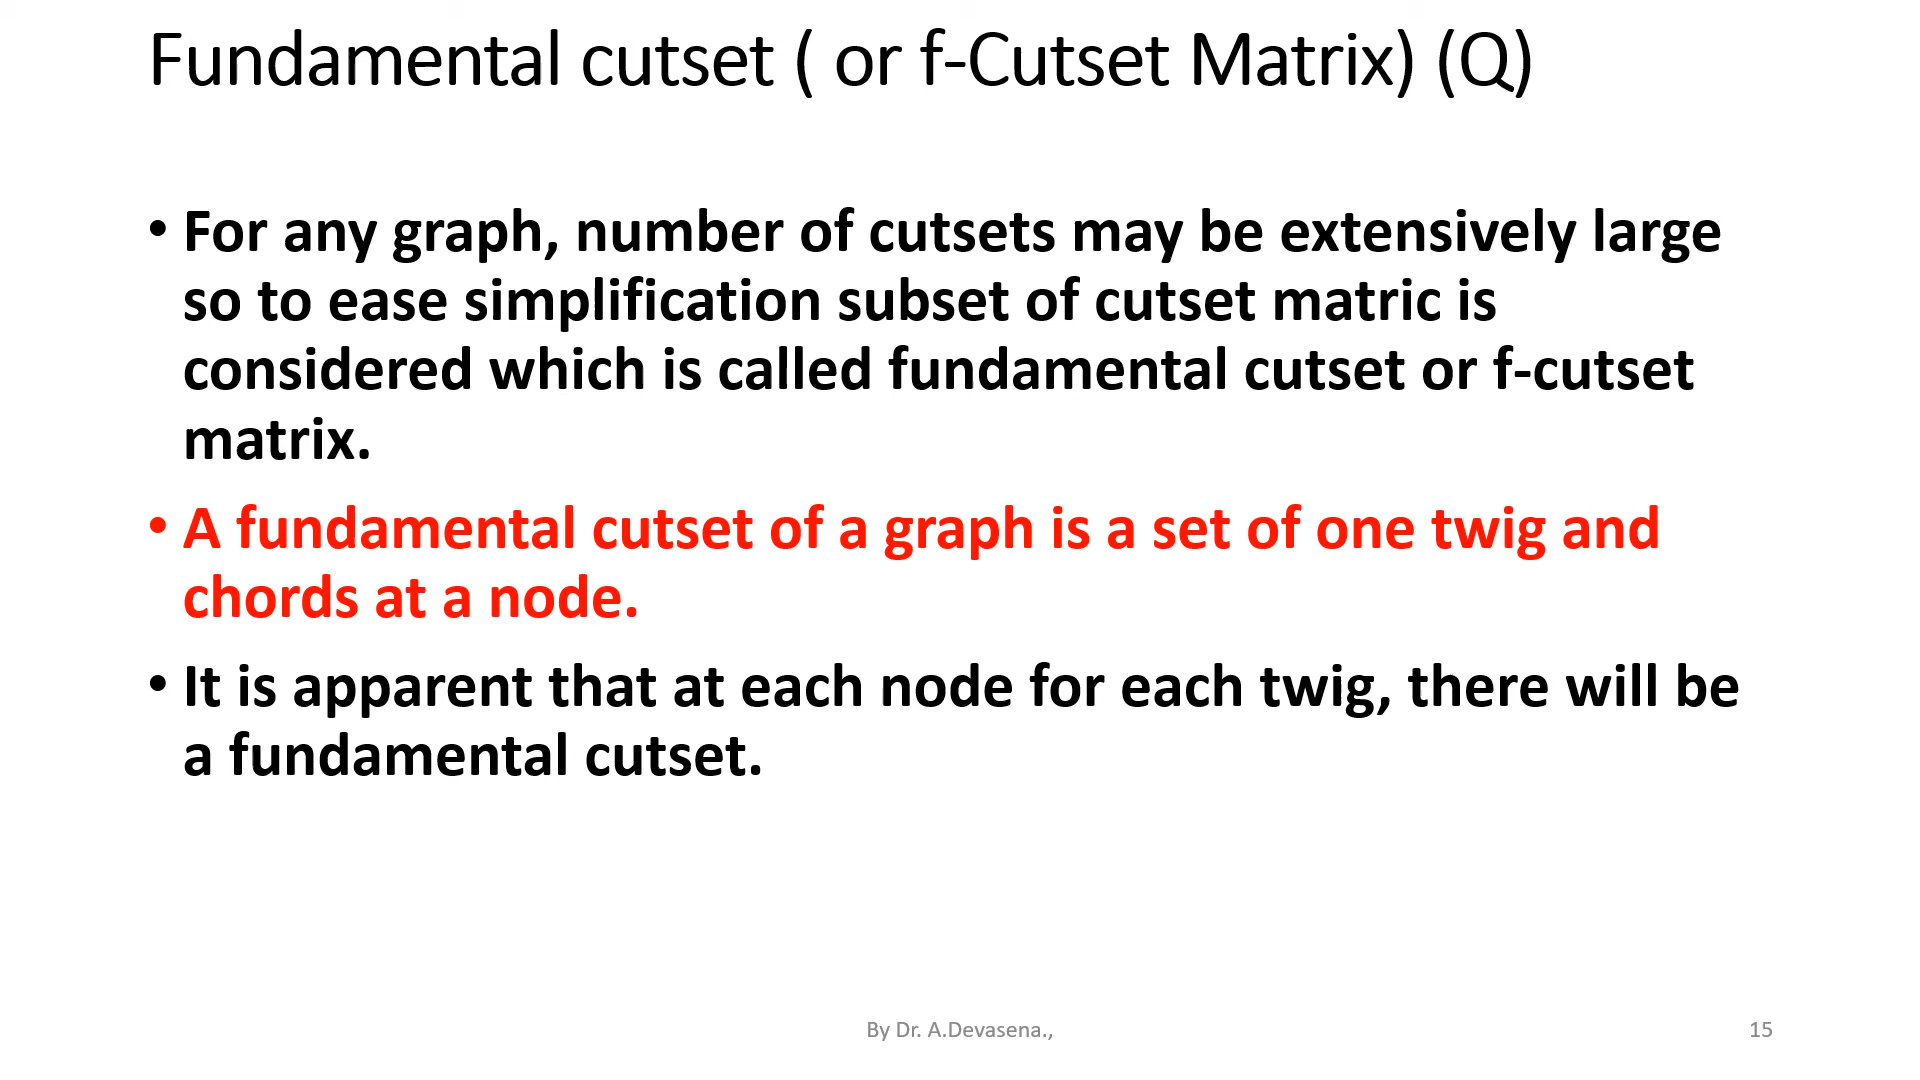 Fundamental cutset ( or f-Cutset Matrix) (Q)
• For any graph, number of cutsets may be extensively large
so to ease simplification subset of cutset matric is
considered which is called fundamental cutset or f-cutset
matrix.
• A fundamental cutset of a graph is a set of one twig and
chords at a node.
• It is apparent that at each node for each twig, there will be
a fundamental cutset.
By Dr. A.Devasena.,
15